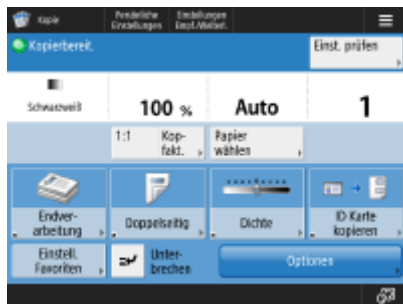 Kopie
Persönliche
Einstellungen
Einstellungen
Empf./Weiterl.
Kopierbereit.
Einst. prüfen
Schwarzweiß
100 %
Auto
1
1:1
Kop-
fakt.
Papier
wählen
Endver-
arbeitung
Doppelseitig
Dichte
ID Karte
kopieren
Einstell.
Favoriten
Unter-
brechen
Optionen